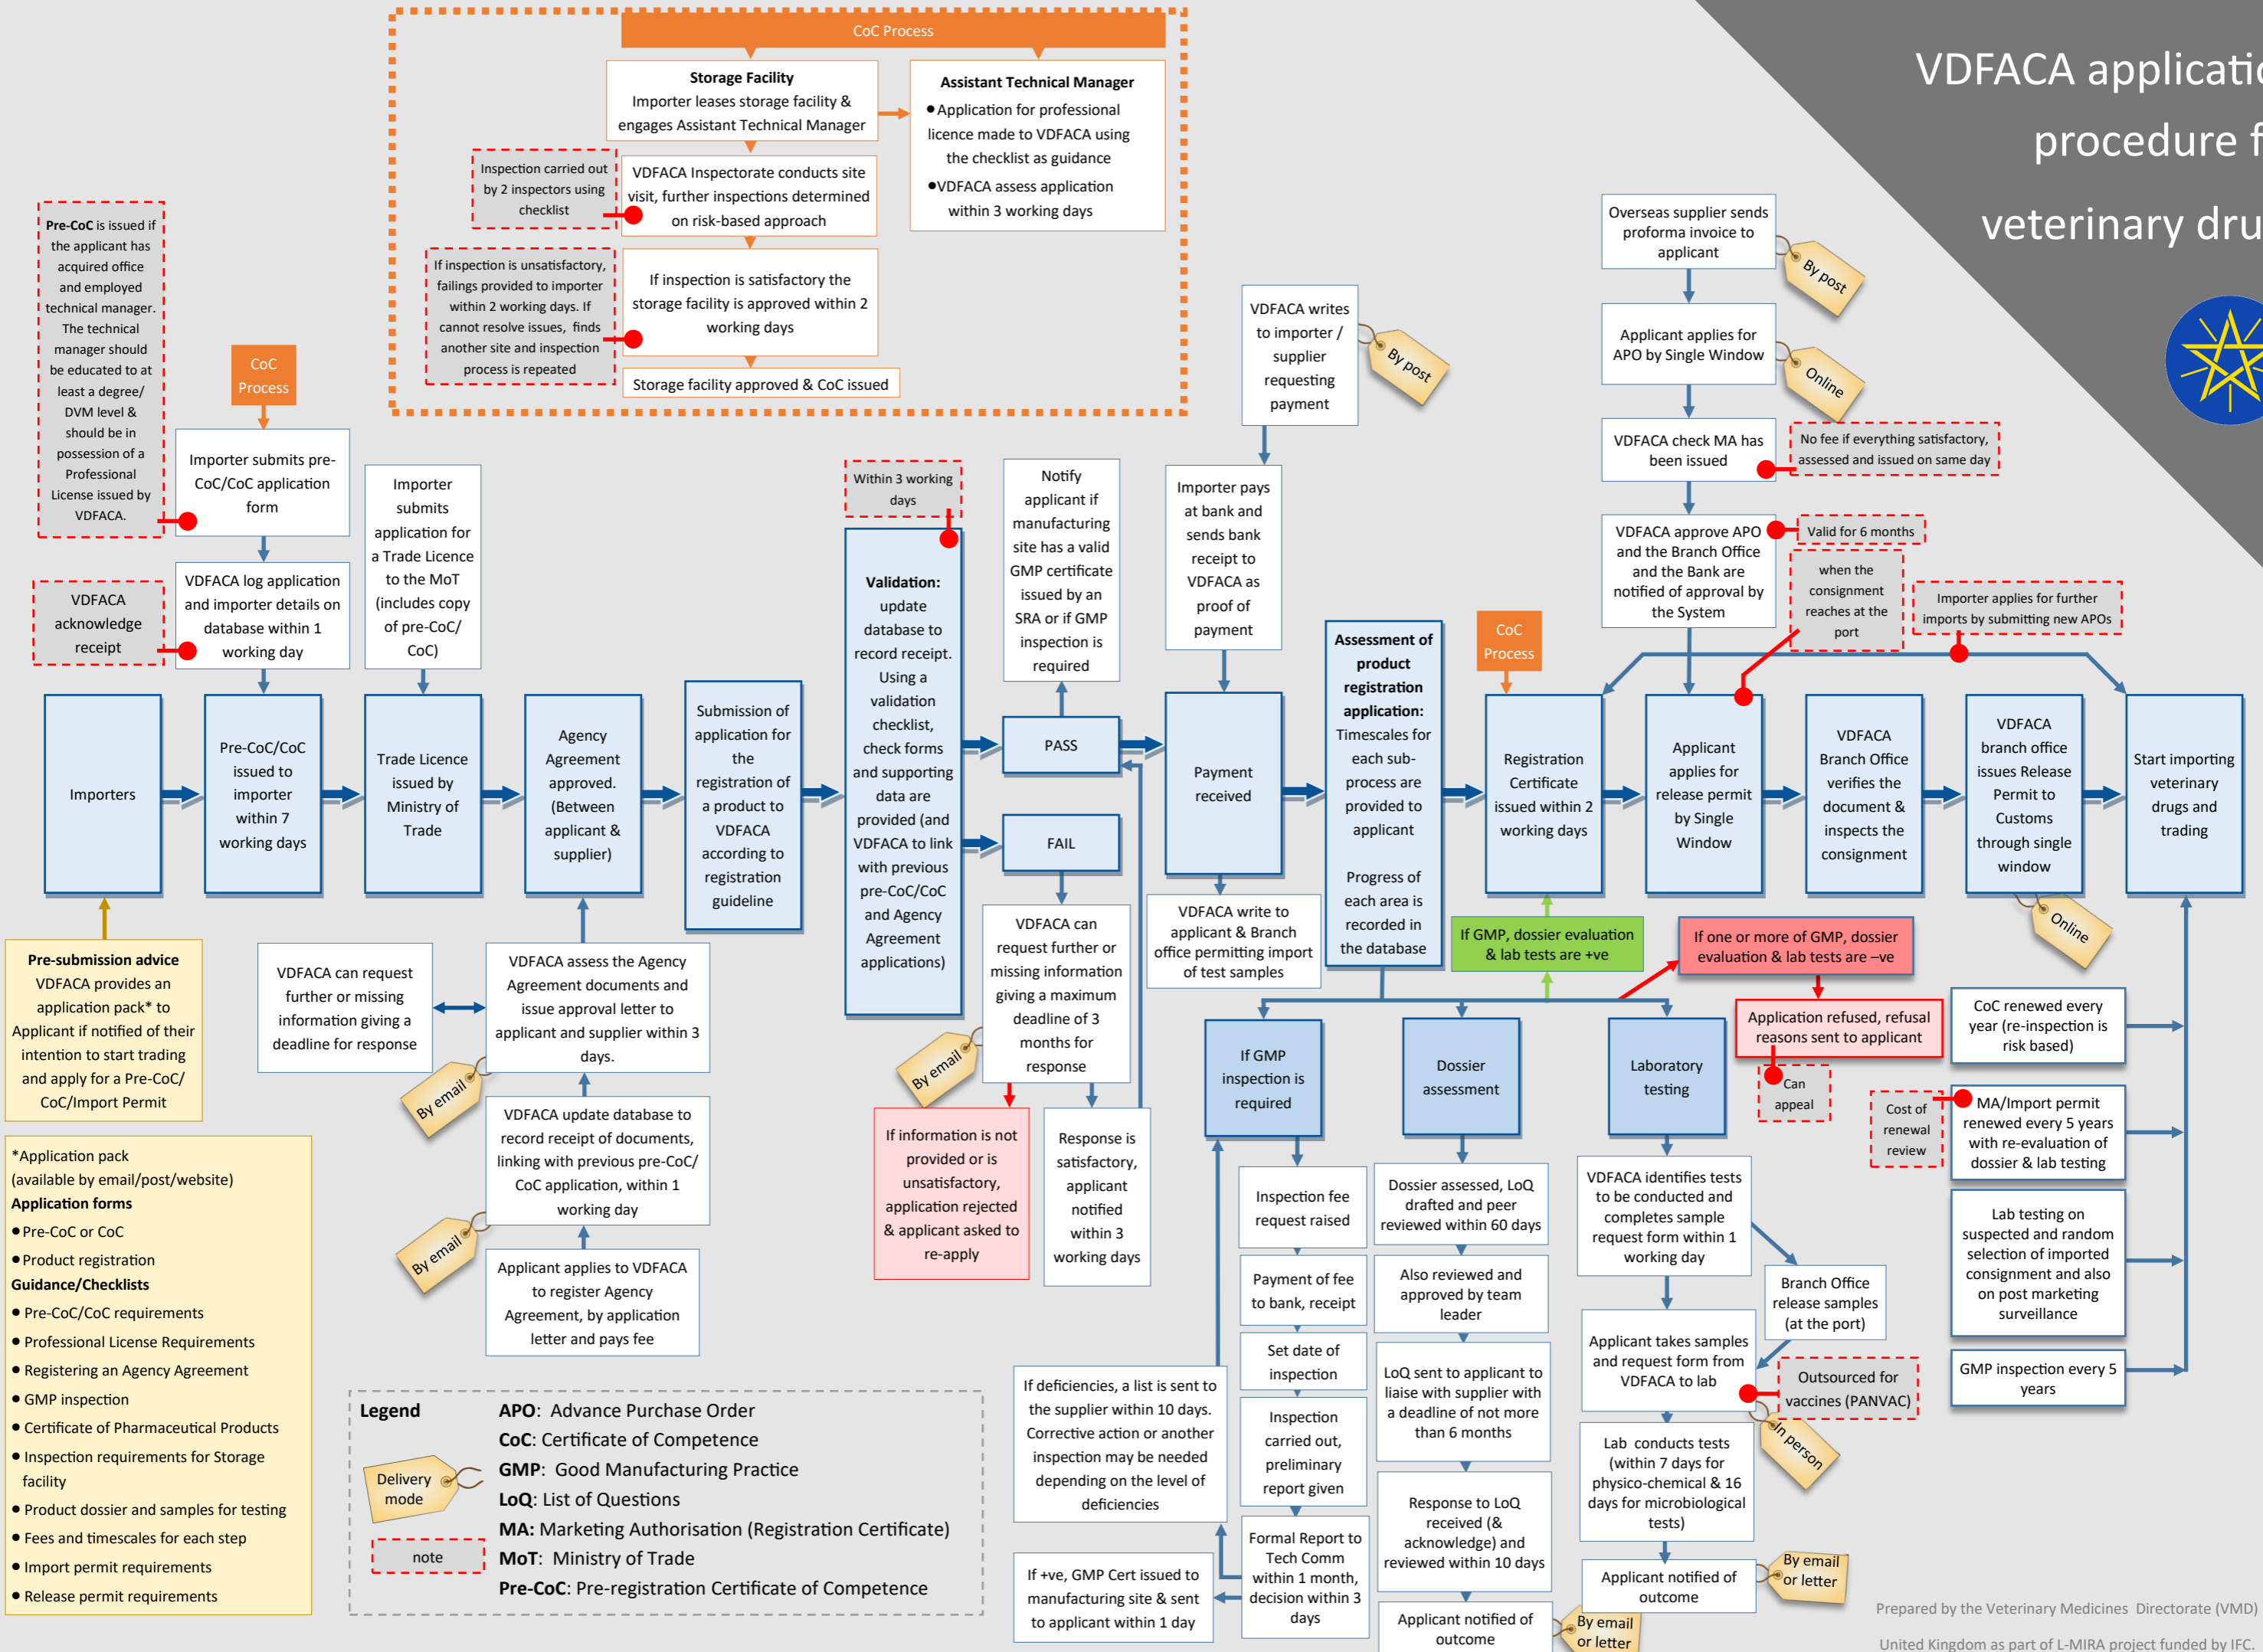 CoC Process
Storage Facility
Importer leases storage facility &
engages Assistant Technical Manager
Assistant Technical Manager
●Application for professional
licence made to VDFACA using
the checklist as guidance
●VDFACA assess application
within 3 working days
Inspection carried out
by 2 inspectors using
checklist
VDFACA Inspectorate conducts site
visit, further inspections determined
on risk-based approach
If inspection is unsatisfactory,
failings provided to importer
within 2 working days. If
cannot resolve issues, finds
another site and inspection
process is repeated
If inspection is satisfactory the
storage facility is approved within 2
working days
Storage facility approved & CoC issued
VDFACA
procedure
veterinary
Pre-CoC is issued if
the applicant has
acquired office
and employed
technical manager.
The technical
manager should
be educated to at
least a degree/
DVM level &
should be in
possession of a
Professional
License issued by
VDFACA.
CoC
Process
Importer submits pre-
CoC/CoC application
form
VDFACA
acknowledge
receipt
VDFACA log application
and importer details on
database within 1
working day
Importer
submits
application for
a Trade Licence
to the MoT
(includes copy
of pre-CoC/
CoC)
Within 3 working
days
Notify
applicant if
manufacturing
site has a valid
GMP certificate
issued by an
SRA or if GMP
inspection is
required
VDFACA writes
to importer /
supplier
requesting
payment
By post
Importer pays
at bank and
sends bank
receipt to
VDFACA as
proof of
payment
Overseas supplier sends
proforma invoice to
applicant
By post
Applicant applies for
APO by Single Window
Online
VDFACA check MA has
been issued
No fee if everything satisfactory,
assessed and issued on same day
VDFACA approve APO
and the Branch Office
and the Bank are
notified of approval by
the System
Valid for 6 months
when the
consignment
reaches at the
port
Importer applies for further
imports by submitting new APOs
CoC
Process
Importers
Pre-CoC/CoC
issued to
importer
within 7
working days
Trade Licence
issued by
Ministry of
Trade
Agency
Agreement
approved.
(Between
applicant &
supplier)
Submission of
application for
the
registration of
a product to
VDFACA
according to
registration
guideline
Validation:
update
database to
record receipt.
Using a
validation
checklist,
check forms
and supporting
data are
provided (and
VDFACA to link
with previous
pre-CoC/CoC
and Agency
Agreement
applications)
PASS
FAIL
Payment
received
Assessment of
product
registration
application:
Timescales for
each sub-
process are
provided to
applicant
Progress of
each area is
recorded in
the database
Registration
Certificate
issued within 2
working days
Applicant
applies for
release permit
by Single
Window
VDFACA
Branch Office
verifies the
document &
inspects the
consignment
VDFACA
branch office
issues Release
Permit to
Customs
through single
window
Online
Start importing
veterinary
drugs and
trading
Pre-submission advice
VDFACA provides an
application pack* to
Applicant if notified of their
intention to start trading
and apply for a Pre-CoC/
CoC/Import Permit
VDFACA can request
further or missing
information giving a
deadline for response
VDFACA assess the Agency
Agreement documents and
issue approval letter to
applicant and supplier within 3
days.
By email
VDFACA update database to
record receipt of documents,
linking with previous pre-CoC/
CoC application, within 1
working day
By email
Applicant applies to VDFACA
to register Agency
Agreement, by application
letter and pays fee
VDFACA can
request further or
missing information
giving a maximum
deadline of 3
months for
response
By email
If information is not
provided or is
unsatisfactory,
application rejected
& applicant asked to
re-apply
Response is
satisfactory,
applicant
notified
within 3
working days
VDFACA write to
applicant & Branch
office permitting import
of test samples
If GMP, dossier evaluation
& lab tests are +ve
If one or more of GMP, dossier
evaluation & lab tests are –ve
Application refused, refusal
reasons sent to applicant
Can
appeal
If GMP
inspection is
required
Dossier
assessment
Laboratory
testing
Inspection fee
request raised
Payment of fee
to bank, receipt
Set date of
inspection
Inspection
carried out,
preliminary
report given
Formal Report to
Tech Comm
within 1 month,
decision within 3
days
If deficiencies, a list is sent to
the supplier within 10 days.
Corrective action or another
inspection may be needed
depending on the level of
deficiencies
If +ve, GMP Cert issued to
manufacturing site & sent
to applicant within 1 day
Dossier assessed, LoQ
drafted and peer
reviewed within 60 days
Also reviewed and
approved by team
leader
LoQ sent to applicant to
liaise with supplier with
a deadline of not more
than 6 months
Response to LoQ
received (&
acknowledge) and
reviewed within 10 days
Applicant notified of
outcome
By email
or letter
VDFACA identifies tests
to be conducted and
completes sample
request form within 1
working day
Branch Office
release samples
(at the port)
Applicant takes samples
and request form from
VDFACA to lab
Outsourced for
vaccines (PANVAC)
In person
Lab conducts tests
(within 7 days for
physico-chemical & 16
days for microbiological
tests)
Applicant notified of
outcome
By email
or letter
CoC renewed every
year (re-inspection is
risk based)
Cost of
renewal
review
MA/Import permit
renewed every 5 years
with re-evaluation of
dossier & lab testing
Lab testing on
suspected and random
selection of imported
consignment and also
on post marketing
surveillance
GMP inspection every 5
years
*Application pack
(available by email/post/website)
Application forms
● Pre-CoC or CoC
● Product registration
Guidance/Checklists
● Pre-CoC/CoC requirements
● Professional License Requirements
● Registering an Agency Agreement
● GMP inspection
● Certificate of Pharmaceutical Products
● Inspection requirements for Storage
facility
● Product dossier and samples for testing
● Fees and timescales for each step
● Import permit requirements
● Release permit requirements
Legend
Delivery
mode
note
APO: Advance Purchase Order
CoC: Certificate of Competence
GMP: Good Manufacturing Practice
LoQ: List of Questions
MA: Marketing Authorisation (Registration Certificate)
MoT: Ministry of Trade
Pre-CoC: Pre-registration Certificate of Competence
Prepared by the Veterinary Medicines Directorate (VMD)
United Kingdom as part of L-MIRA project funded by IFC.